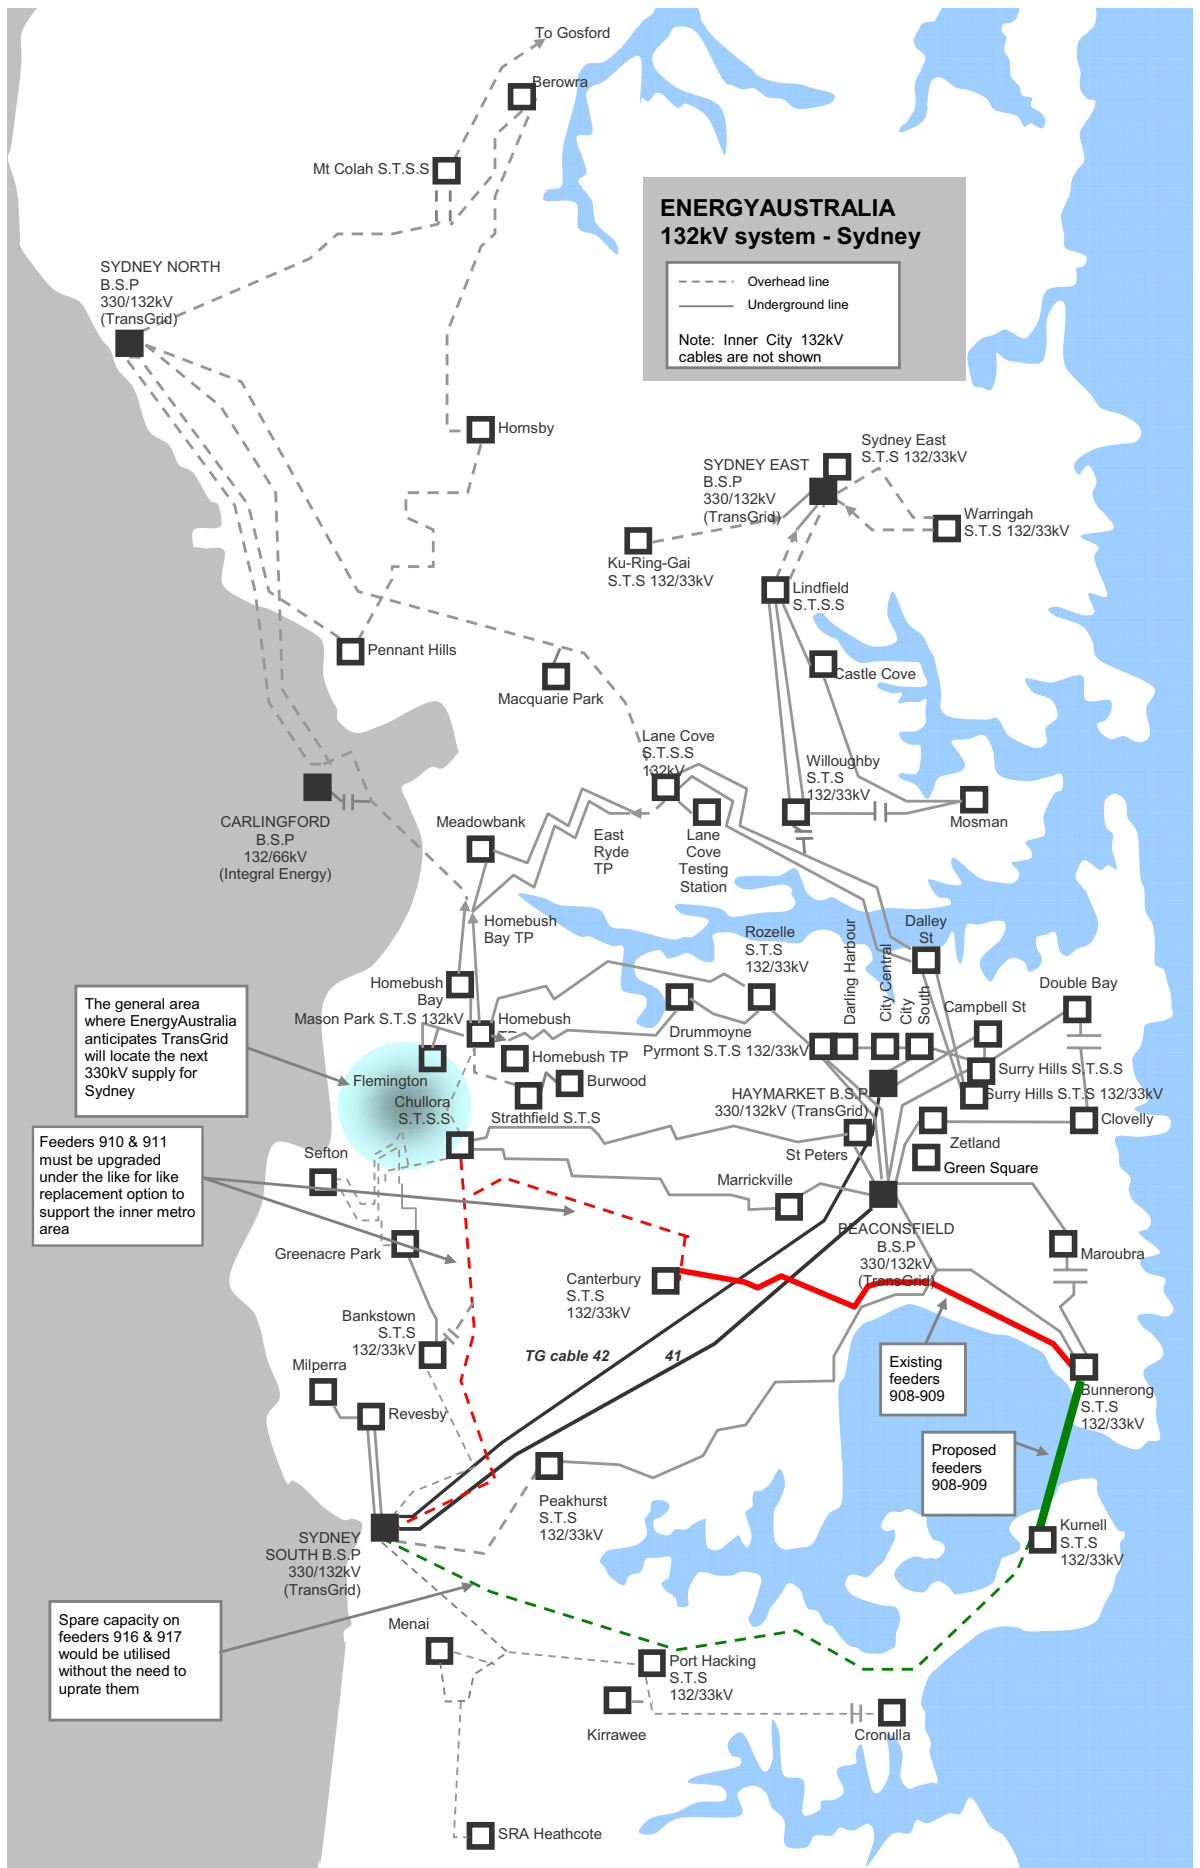 To Gosford
Berowra
Mt Colah S.T.S.S
ENERGYAUSTRALIA
132kV system - Sydney
Overhead line
Underground line
Note: Inner City 132kV
cables are not shown
SYDNEY NORTH
B.S.P
330/132kV
(TransGrid)
Hornsby
Sydney East
S.T.S 132/33kV
SYDNEY EAST
B.S.P
330/132kV
(TransGrid)
Warringah
S.T.S 132/33kV
Ku-Ring-Gai
S.T.S 132/33kV
Lindfield
S.T.S.S
Pennant Hills
Castle Cove
Macquarie Park
Lane Cove
S.T.S.S
132kV
Willoughby
S.T.S
132/33kV
Mosman
CARLINGFORD
B.S.P
132/66kV
(Integral Energy)
Meadowbank
East
Ryde
TP
Lane
Cove
Testing
Station
Homebush
Bay TP
Rozelle
S.T.S
132/33kV
Darling Harbour
City Central
City
South
Dalley
St
Double Bay
Campbell St
Homebush
Bay
Mason Park S.T.S 132kV
Homebush
TP
Drummoyne
Pyrmont S.T.S 132/33kV
Homebush TP
Surry Hills S.T.S.S
Flemington
Burwood
HAYMARKET B.S.P
330/132kV (TransGrid)
Surry Hills S.T.S 132/33kV
Chullora
S.T.S.S
Strathfield S.T.S
Clovelly
Zetland
St Peters
Green Square
The general area
where EnergyAustralia
anticipates TransGrid
will locate the next
330kV supply for
Sydney
Feeders 910 & 911
must be upgraded
under the like for like
replacement option to
support the inner metro
area
Sefton
Marrickville
Greenacre Park
BEACONSFIELD
B.S.P
330/132kV
(TransGrid)
Maroubra
Canterbury
S.T.S
132/33kV
Bankstown
S.T.S
132/33kV
TG cable 42
41
Milperra
Revesby
Existing
feeders
908-909
Bunnerong
S.T.S
132/33kV
Proposed
feeders
908-909
Peakhurst
S.T.S
132/33kV
SYDNEY
SOUTH B.S.P
330/132kV
(TransGrid)
Kurnell
S.T.S
132/33kV
Spare capacity on
feeders 916 & 917
would be utilised
without the need to
uprate them
Menai
Port Hacking
S.T.S
132/33kV
Kirrawee
Cronulla
SRA Heathcote